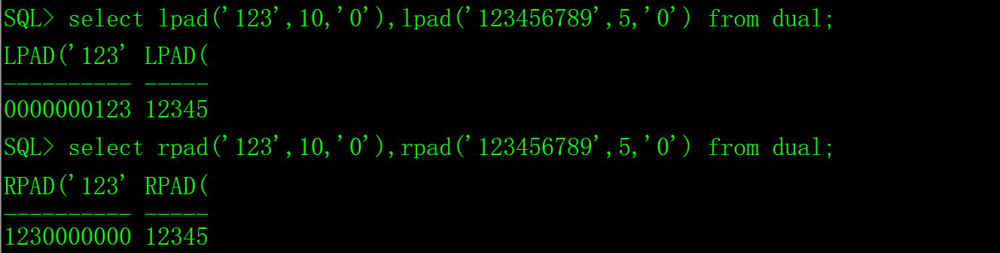 SQL> select lpad('123',10,'0'),lpad('123456789',5,'0') from dual;
LPAD('123' LPAD(
---------- -----
0000000123 12345
SQL> select rpad('123',10,'0'),rpad('123456789',5,'0') from dual;
RPAD('123' RPAD(
---------- -----
1230000000 12345